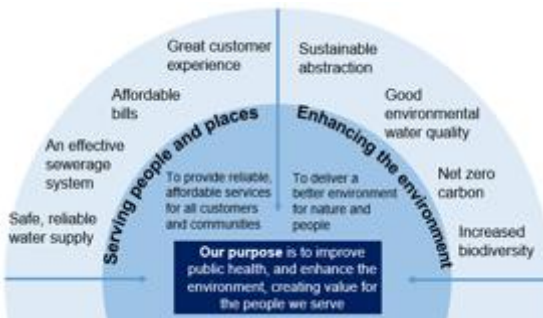 Great customer
experience
Affordable
bills
An effective
sewerage
system
Safe, reliable
water supply
Serving people and places
To provide reliable,
affordable services
for all customers
and communities
Sustainable
abstraction
Good
environmental
water quality
Net zero
carbon
Increased
biodiversity
Enhancing the environment
To deliver a
better environment
for nature and
people
Our purpose is to improve
public health, and enhance the
environment, creating value for
the people we serve